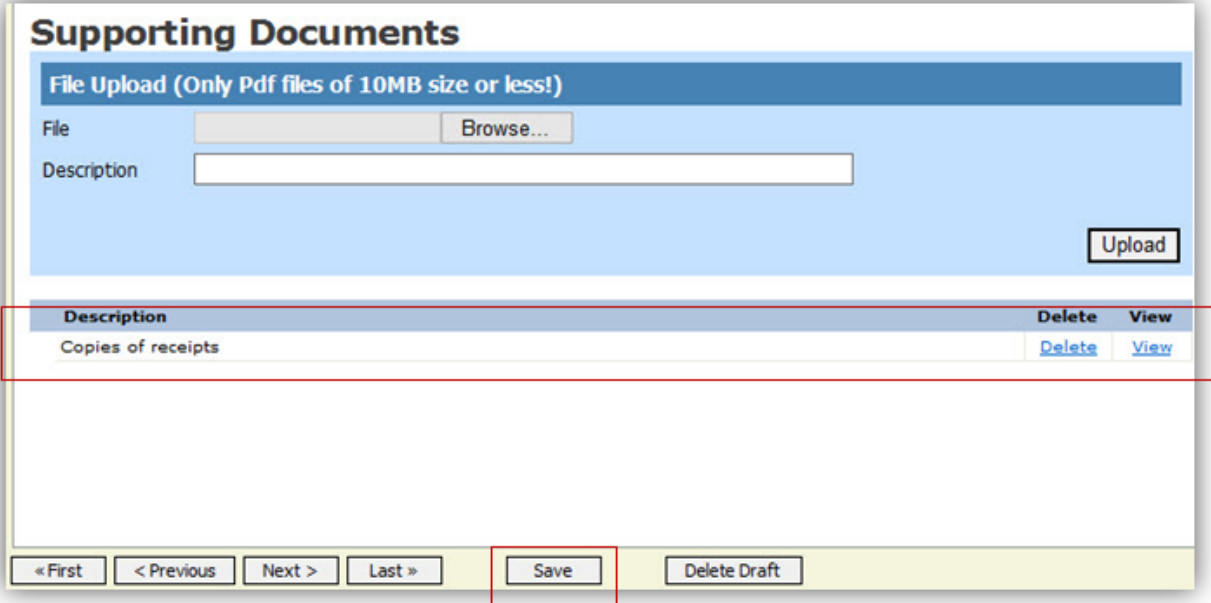 Supporting Documents
File Upload (Only Pdf files of 10MB size or less!)
File Browse...
Description
Upload
Description Delete View
Copies of receipts Delete View
« First < Previous Next > Last » Save Delete Draft